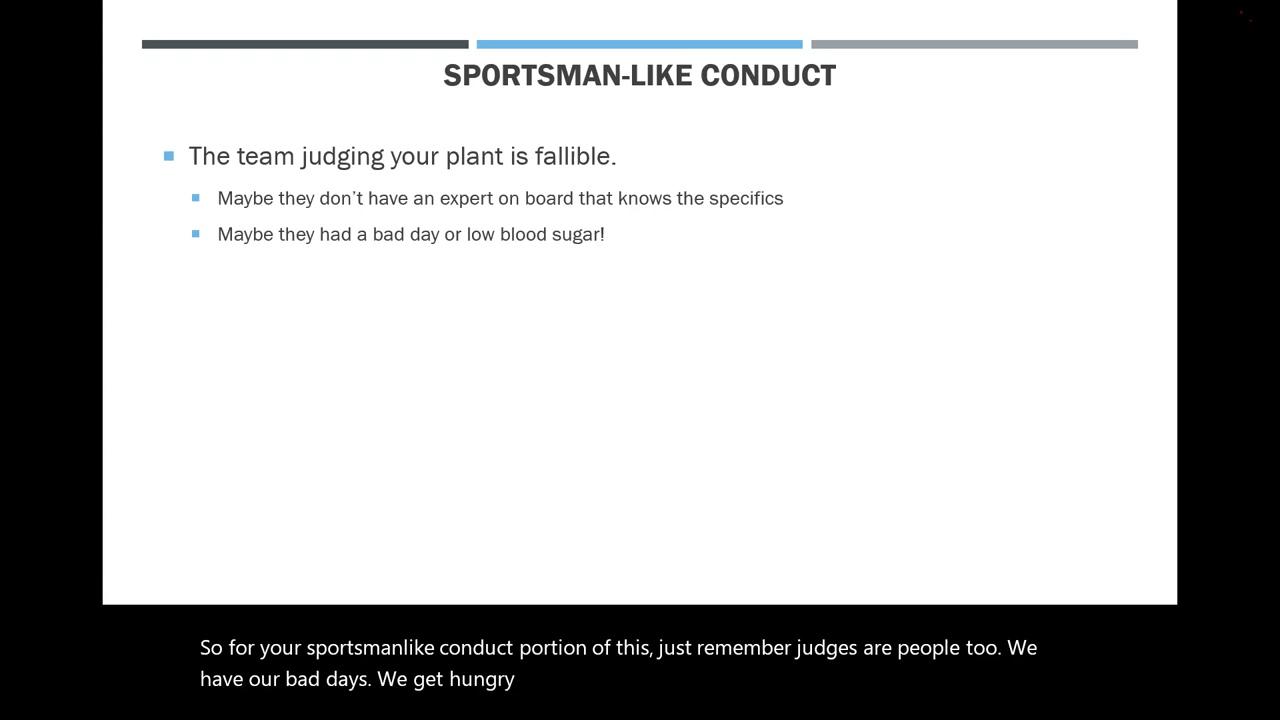 SPORTSMAN-LIKE CONDUCT
The team judging your plant is fallible.
Maybe they don't have an expert on board that knows the specifics
Maybe they had a bad day or low blood sugar!
So for your sportsmanlike conduct portion of this, just remember judges are people too. We
have our bad days. We get hungry